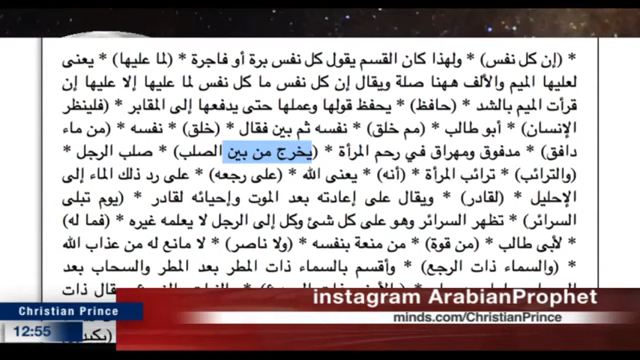 * (إن كل نفس) * ولهذا كان القسم يقول كل نفس برة أو فاجرة * (لما عليها) * يعنى
لعليها الميم والألف ههنا صلة ويقال إن كل نفس ما كل نفس لما عليها إلا عليها إن
قرأت الميم بالشد * (حافظ) * يحفظ قولها وعملها حتى يدفعها إلى المقابر * (فلينظر
الإنسان) * أبو طالب * (مم خلق) * نفسه ثم بين فقال * (خلق) * نفسه * (من ماء
دافق) * مدفوق ومهراق في رحم المرأة * (يخرج من بين الصلب) * صلب الرجل *
(والترائب) * ترائب المرأة * (أنه) * يعنى الله * (على رجعه) * على رد ذلك الماء إلى
الإحليل * (لقادر) * ويقال على إعادته بعد الموت وإحيائه لقادر * (يوم تبلى
السرائر) * تظهر السرائر وهو على كل شئ وكل إلى الرجل لا يعلمه غيره * (فما له) *
لأبى طالب * (من قوة) * من منعة بنفسه * (ولا ناصر) * لا مانع له من عذاب الله
* (والسماء ذات الرجع) * وأقسم بالسماء ذات المطر بعد المطر والسحاب بعد
instagram ArabianProphet
يقال ذات
Christian Prince
minds.com/ChristianPrince
12:55